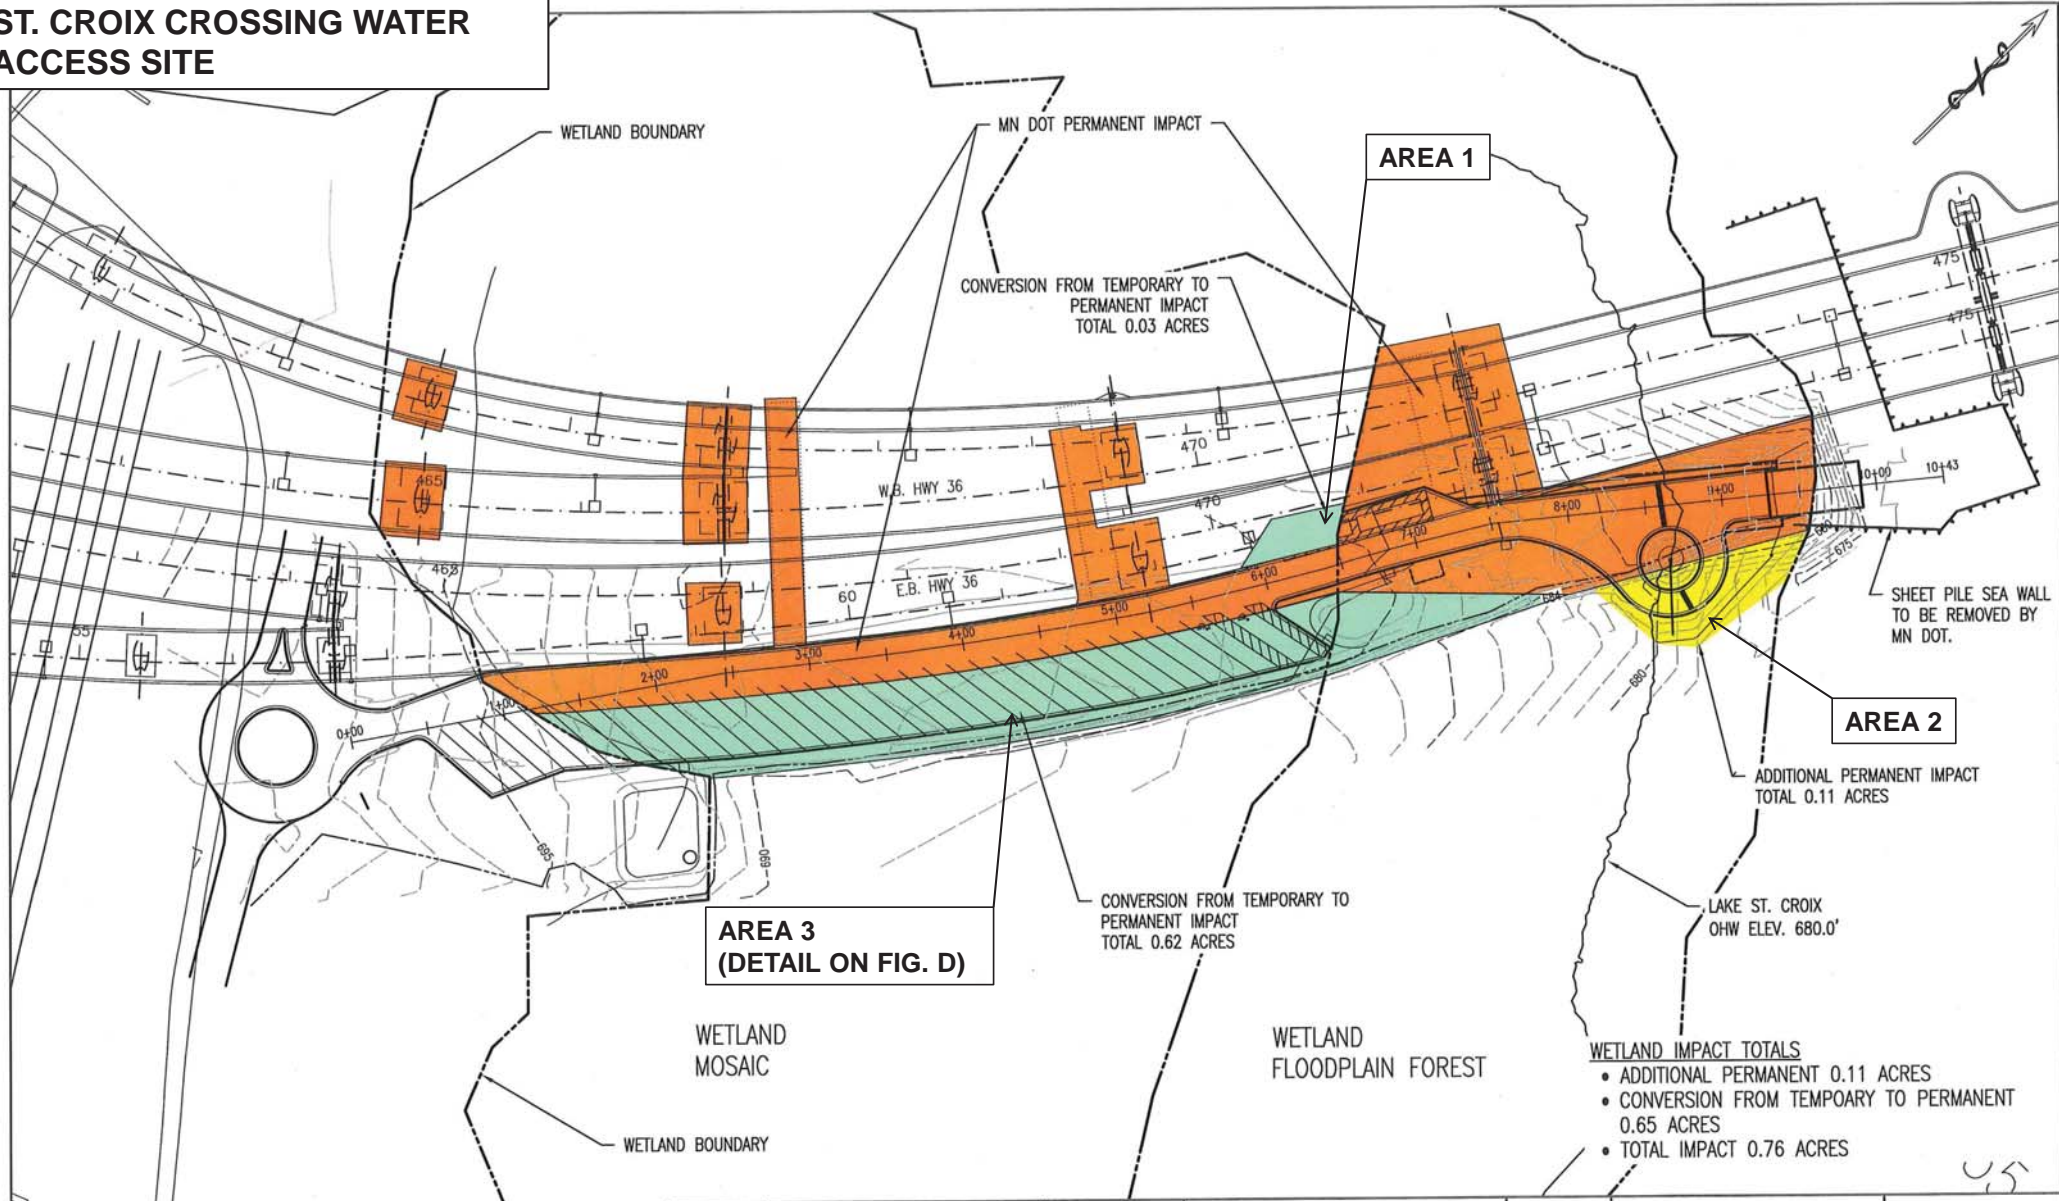 ST. CROIX CROSSING WATER
ACCESS SITE
WETLAND BOUNDARY
MN DOT PERMANENT IMPACT
AREA 1
CONVERSION FROM TEMPORARY TO
PERMANENT IMPACT
TOTAL 0.03 ACRES
475
475
470
465
W.B. HWY 36
470
10+00
10+43
9+00
8+00
7+00
6+00
5+00
4+00
3+00
2+00
1+00
0+00
468
60
E.B. HWY 36
55
684
680
675
680
SHEET PILE SEA WALL
TO BE REMOVED BY
MN DOT.
AREA 2
ADDITIONAL PERMANENT IMPACT
TOTAL 0.11 ACRES
695
690
CONVERSION FROM TEMPORARY TO
PERMANENT IMPACT
TOTAL 0.62 ACRES
AREA 3
(DETAIL ON FIG. D)
LAKE ST. CROIX
OHW ELEV. 680.0'
WETLAND
MOSAIC
WETLAND
FLOODPLAIN FOREST
WETLAND IMPACT TOTALS
• ADDITIONAL PERMANENT 0.11 ACRES
• CONVERSION FROM TEMPOARY TO PERMANENT
0.65 ACRES
• TOTAL IMPACT 0.76 ACRES
WETLAND BOUNDARY